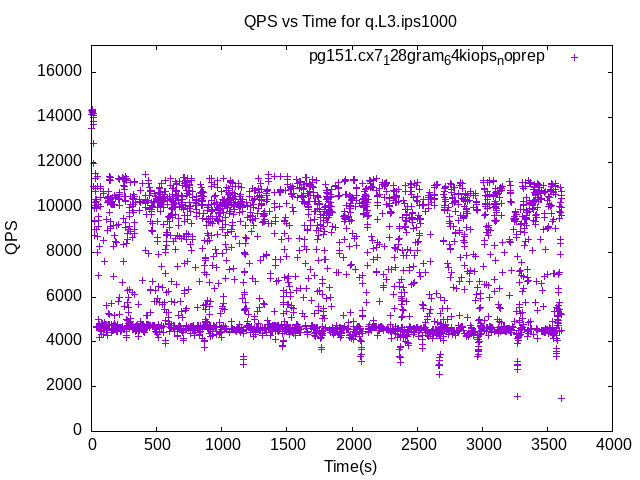 QPS vs Time for q.L3.ips1000
pg151.cx7₁28gram₆4kiops_noprep
16000
14000
12000
10000
8000
6000
4000
2000
0
QPS
0 500 1000 1500 2000 2500 3000 3500 4000
Time(s)